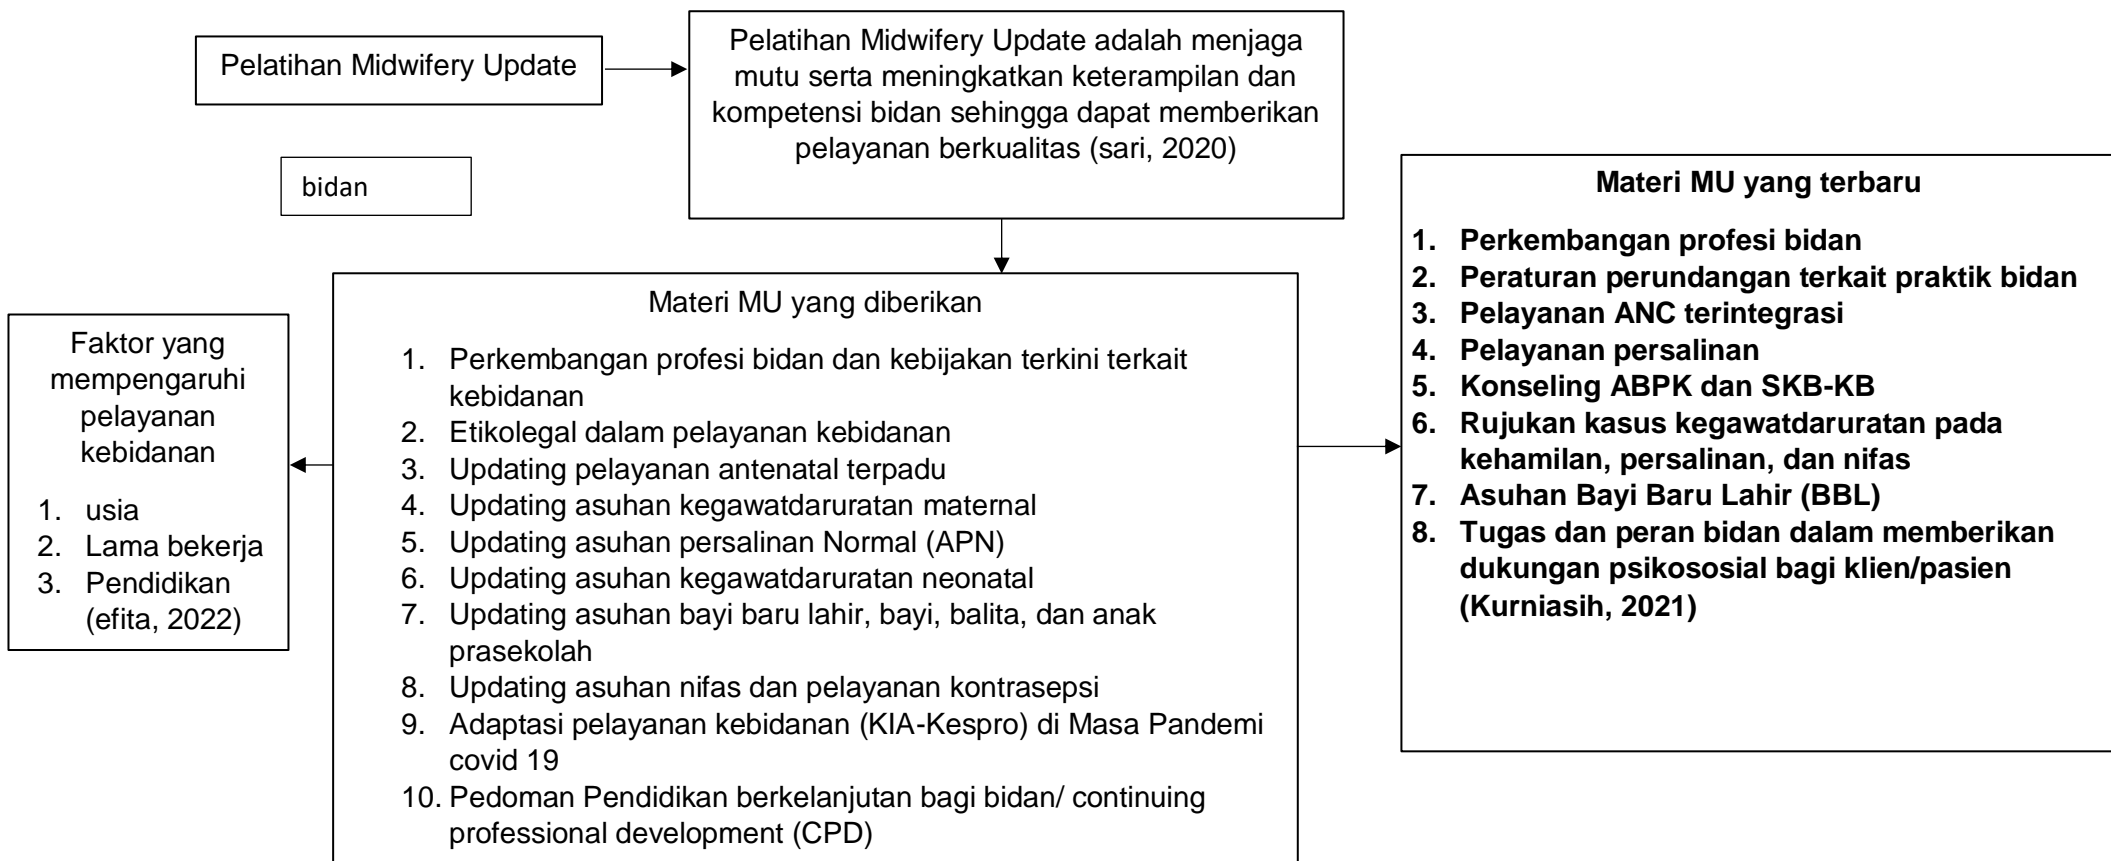 Pelatihan Midwifery Update
Pelatihan Midwifery Update adalah menjaga
mutu serta meningkatkan keterampilan dan
kompetensi bidan sehingga dapat memberikan
pelayanan berkualitas (sari, 2020)
bidan
Faktor yang
mempengaruhi
pelayanan
kebidanan
1. usia
2. Lama bekerja
3. Pendidikan
(efita, 2022)
Materi MU yang diberikan
1. Perkembangan profesi bidan dan kebijakan terkini terkait
kebidanan
2. Etikolegal dalam pelayanan kebidanan
3. Updating pelayanan antenatal terpadu
4. Updating asuhan kegawatdaruratan maternal
5. Updating asuhan persalinan Normal (APN)
6. Updating asuhan kegawatdaruratan neonatal
7. Updating asuhan bayi baru lahir, bayi, balita, dan anak
prasekolah
8. Updating asuhan nifas dan pelayanan kontrasepsi
9. Adaptasi pelayanan kebidanan (KIA-Kespro) di Masa Pandemi
covid 19
10. Pedoman Pendidikan berkelanjutan bagi bidan/ continuing
professional development (CPD)
Materi MU yang terbaru
1. Perkembangan profesi bidan
2. Peraturan perundangan terkait praktik bidan
3. Pelayanan ANC terintegrasi
4. Pelayanan persalinan
5. Konseling ABPK dan SKB-KB
6. Rujukan kasus kegawatdaruratan pada
kehamilan, persalinan, dan nifas
7. Asuhan Bayi Baru Lahir (BBL)
8. Tugas dan peran bidan dalam memberikan
dukungan psikososial bagi klien/pasien
(Kurniasih, 2021)